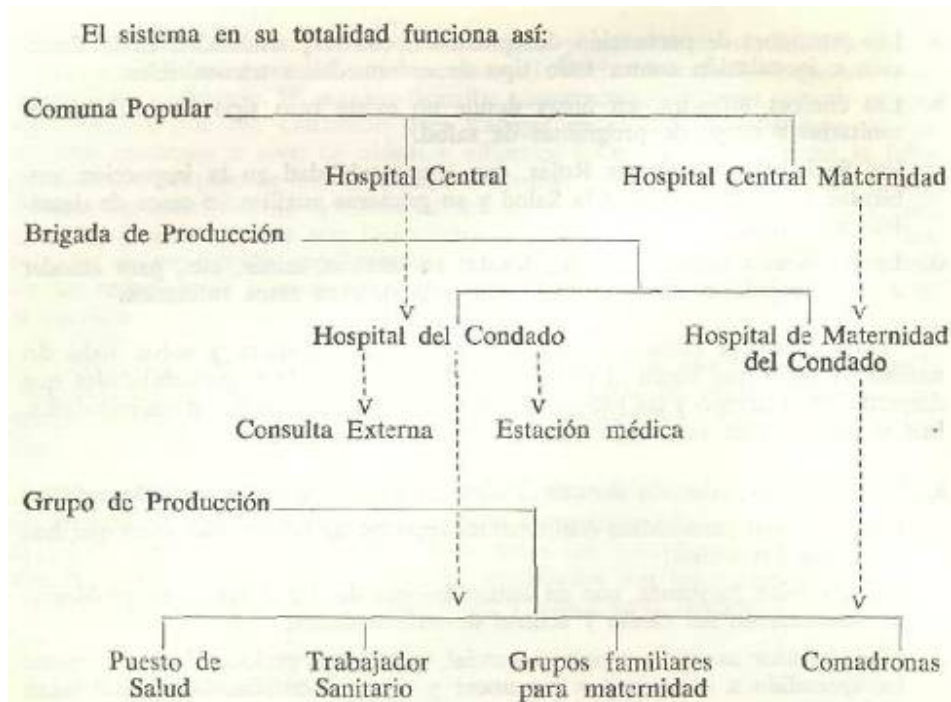 El sistema en su totalidad funciona así:
Comuna Popular
Hospital Central
Hospital Central Maternidad
Brigada de Producción
Hospital del Condado
Hospital de Maternidad
del Condado
Consulta Externa
Estación médica
Grupo de Producción
Puesto de
Salud
Trabajador
Sanitario
Grupos familiares
para maternidad
Comadronas